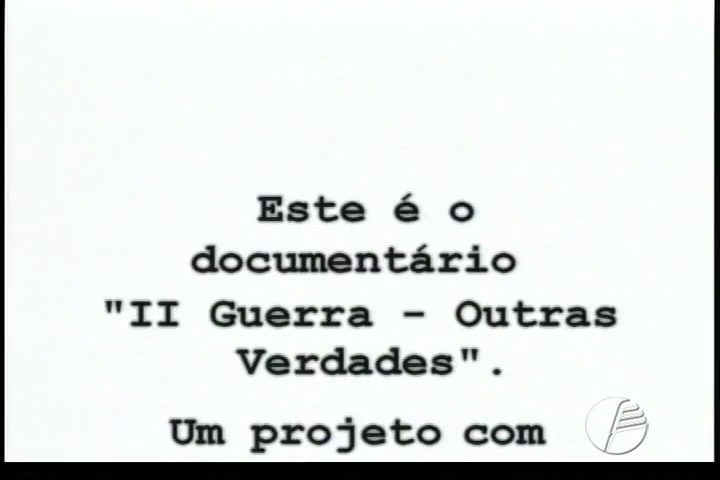 Este é o
documentário
"II Guerra - Outras
Verdades".
Um projeto com